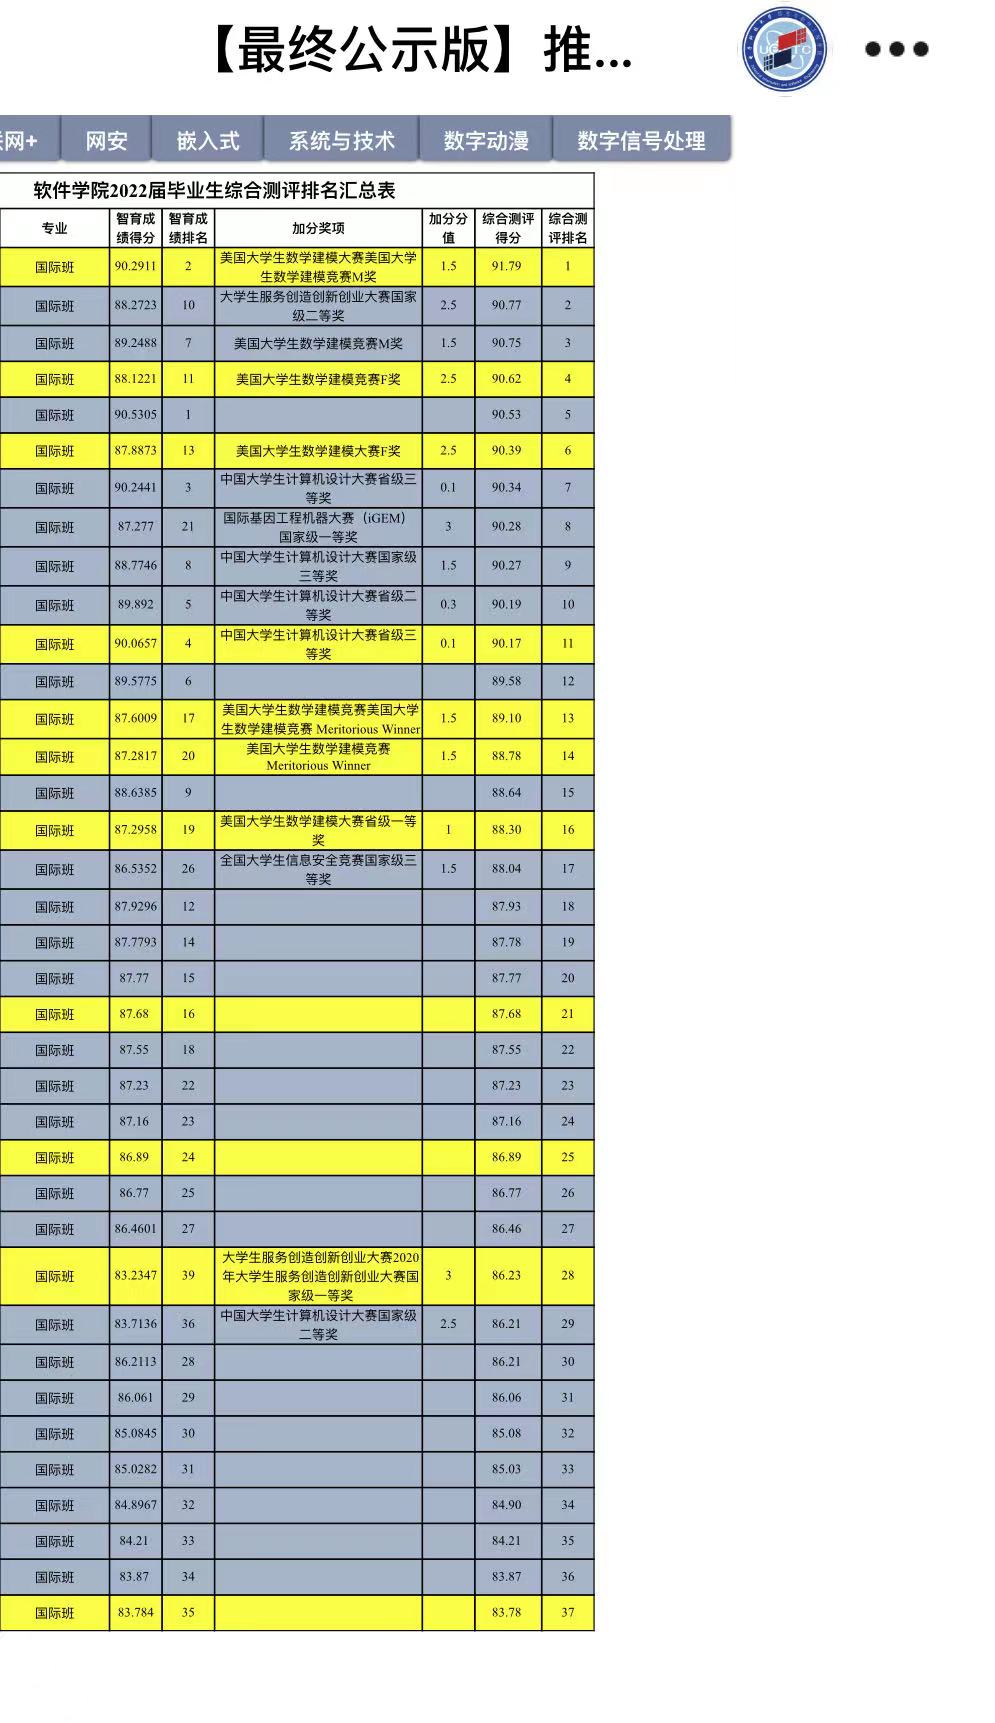 【最终公示版】推...
网+ 网安 嵌入式 系统与技术 数字动漫 数字信号处理
软件学院2022届毕业生综合测评排名汇总表
专业 智育成绩得分 智育成绩排名 加分奖项 加分分值 综合测评得分 综合测评排名
国际班 90.2911 2 美国大学生数学建模大赛美国大学生数学建模竞赛M奖 1.5 91.79 1
国际班 88.2723 10 大学生服务创造创新创业大赛国家级二等奖 2.5 90.77 2
国际班 89.2488 7 美国大学生数学建模竞赛M奖 1.5 90.75 3
国际班 88.1221 11 美国大学生数学建模竞赛F奖 2.5 90.62 4
国际班 90.5305 1 90.53 5
国际班 87.8873 13 美国大学生数学建模大赛F奖 2.5 90.39 6
国际班 90.2441 3 中国大学生计算机设计大赛省级三等奖 0.1 90.34 7
国际班 87.277 21 国际基因工程机器大赛（iGEM）国家级一等奖 3 90.28 8
国际班 88.7746 8 中国大学生计算机设计大赛国家级三等奖 1.5 90.27 9
国际班 89.892 5 中国大学生计算机设计大赛省级二等奖 0.3 90.19 10
国际班 90.0657 4 中国大学生计算机设计大赛省级三等奖 0.1 90.17 11
国际班 89.5775 6 89.58 12
国际班 87.6009 17 美国大学生数学建模竞赛美国大学生数学建模竞赛 Meritorious Winner 1.5 89.10 13
国际班 87.2817 20 美国大学生数学建模竞赛 Meritorious Winner 1.5 88.78 14
国际班 88.6385 9 88.64 15
国际班 87.2958 19 美国大学生数学建模大赛省级一等奖 1 88.30 16
国际班 86.5352 26 全国大学生信息安全竞赛国家级三等奖 1.5 88.04 17
国际班 87.9296 12 87.93 18
国际班 87.7793 14 87.78 19
国际班 87.77 15 87.77 20
国际班 87.68 16 87.68 21
国际班 87.55 18 87.55 22
国际班 87.23 22 87.23 23
国际班 87.16 23 87.16 24
国际班 86.89 24 86.89 25
国际班 86.77 25 86.77 26
国际班 86.4601 27 86.46 27
国际班 83.2347 39 大学生服务创造创新创业大赛2020年大学生服务创造创新创业大赛国家级一等奖 3 86.23 28
国际班 83.7136 36 中国大学生计算机设计大赛国家级二等奖 2.5 86.21 29
国际班 86.2113 28 86.21 30
国际班 86.061 29 86.06 31
国际班 85.0845 30 85.08 32
国际班 85.0282 31 85.03 33
国际班 84.8967 32 84.90 34
国际班 84.21 33 84.21 35
国际班 83.87 34 83.87 36
国际班 83.784 35 83.78 37